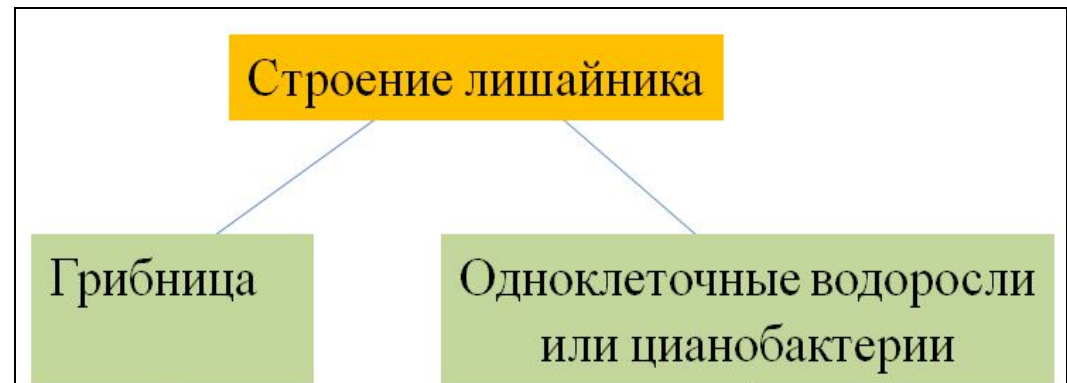 Строение лишайника
Грибница
Одноклеточные водоросли
или цианобактерии